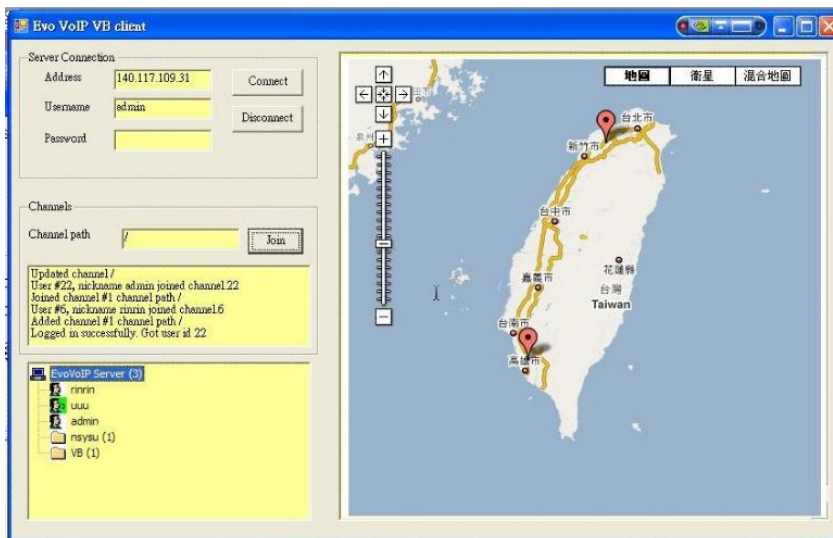 Evo VoIP VB client
Server Connection
Address
140.117.109.31
Connect
Username
admin
Disconnect
Password
Channels
Channel path
/
Join
Updated channel /
User #22, nickname admin joined channel.22
Joined channel #1 channel path /
User #6, nickname rinrin joined channel.6
Added channel #1 channel path /
Logged in successfully. Got user id 22
EvoVoIP Server (3)
rinrin
uuu
admin
nsysu (1)
VB (1)
地圖
衛星
混合地圖
台北市
新竹市
台中市
花蓮縣
嘉義市
台灣
Taiwan
台南市
高雄市